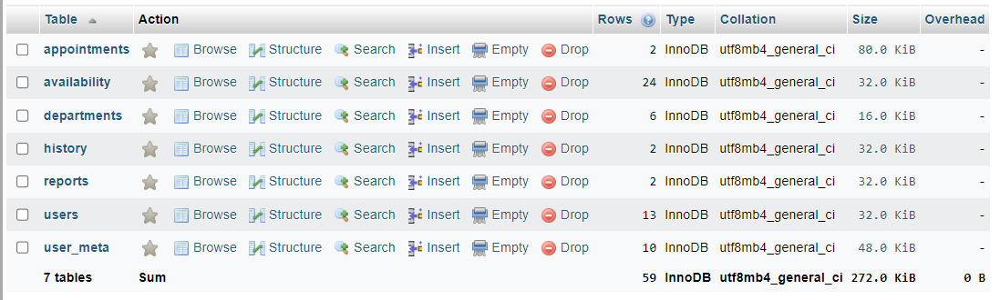 Table Action Rows Type Collation Size Overhead
appointments Browse Structure Search Insert Empty Drop 2 InnoDB utf8mb4_general_ci 80.0 KiB -
availability Browse Structure Search Insert Empty Drop 24 InnoDB utf8mb4_general_ci 32.0 KiB -
departments Browse Structure Search Insert Empty Drop 6 InnoDB utf8mb4_general_ci 16.0 KiB -
history Browse Structure Search Insert Empty Drop 2 InnoDB utf8mb4_general_ci 32.0 KiB -
reports Browse Structure Search Insert Empty Drop 2 InnoDB utf8mb4_general_ci 32.0 KiB -
users Browse Structure Search Insert Empty Drop 13 InnoDB utf8mb4_general_ci 32.0 KiB -
user_meta Browse Structure Search Insert Empty Drop 10 InnoDB utf8mb4_general_ci 48.0 KiB -
7 tables Sum 59 InnoDB utf8mb4_general_ci 272.0 KiB 0 B